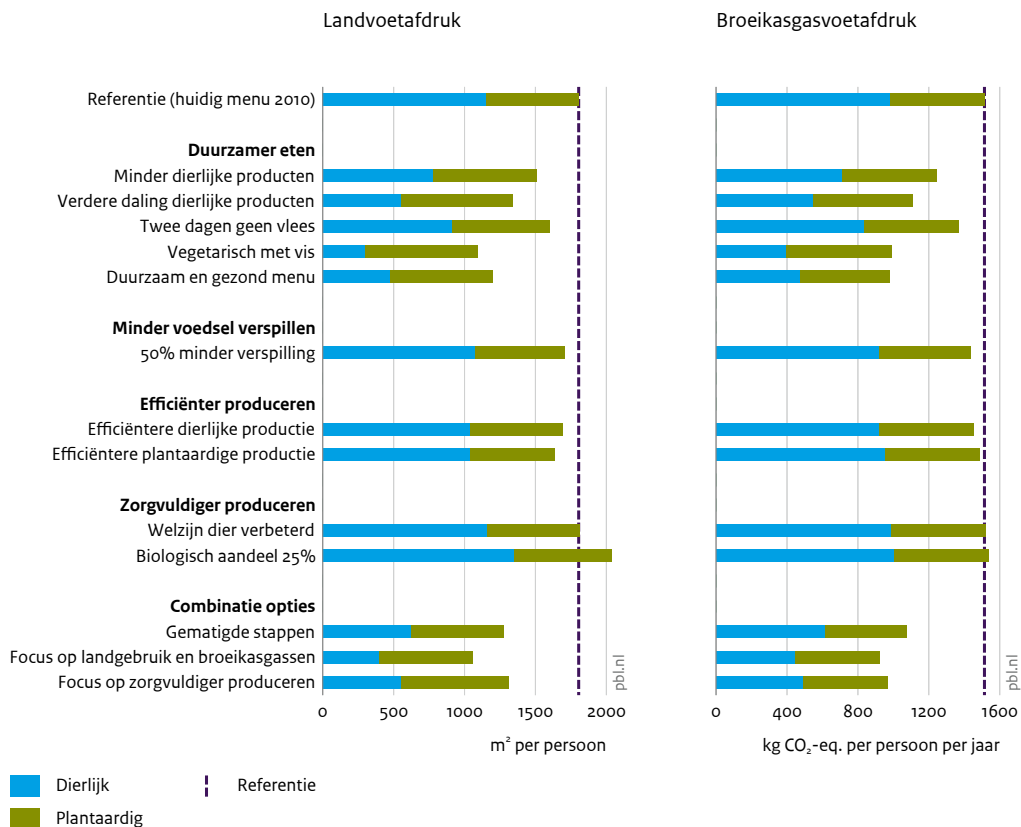 Landvoetafdruk
Broeikasgasvoetafdruk
Referentie (huidig menu 2010)
Duurzamer eten
Minder dierlijke producten
Verdere daling dierlijke producten
Twee dagen geen vlees
Vegetarisch met vis
Duurzaam en gezond menu
Minder voedsel verspillen
50% minder verspilling
Efficiënter produceren
Efficiëntere dierlijke productie
Efficiëntere plantaardige productie
Zorgvuldiger produceren
Welzijn dier verbeterd
Biologisch aandeel 25%
Combinatie opties
Gematigde stappen
Focus op landgebruik en broeikasgassen
Focus op zorgvuldiger produceren
pbl.nl
pbl.nl
0 500 1000 1500 2000
m² per persoon
0 400 800 1200 1600
kg CO₂-eq. per persoon per jaar
Dierlijk
Referentie
Plantaardig